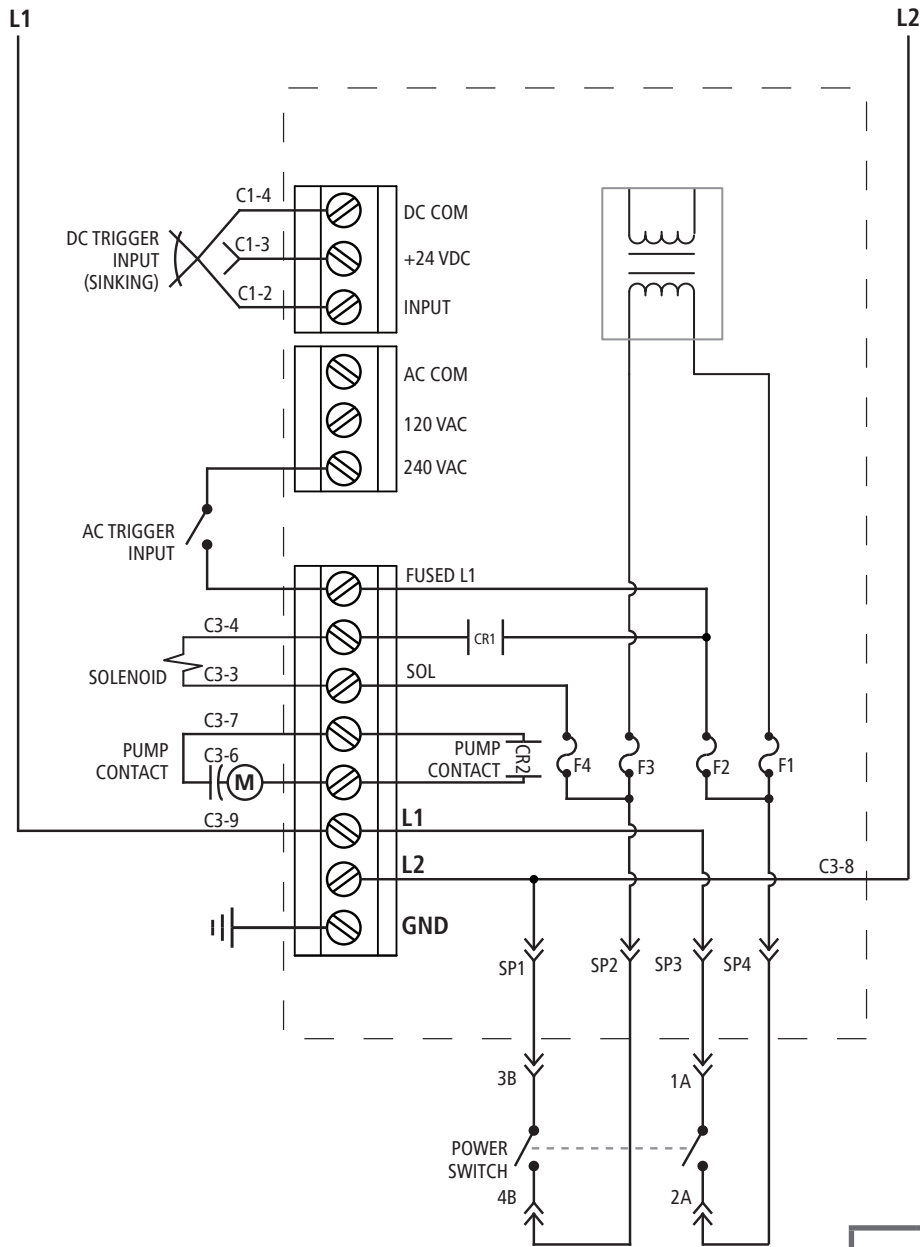 L1
L2
C1-4
DC COM
DC TRIGGER
INPUT
(SINKING)
C1-3
+24 VDC
C1-2
INPUT
AC COM
120 VAC
240 VAC
AC TRIGGER
INPUT
FUSED L1
C3-4
CR1
SOLENOID
C3-3
SOL
C3-7
PUMP
CONTACT
C3-6
M
PUMP
CONTACT
CR2
F4
F3
F2
F1
C3-9
L1
L2
C3-8
GND
SP1
SP2
SP3
SP4
3B
1A
POWER
SWITCH
4B
2A